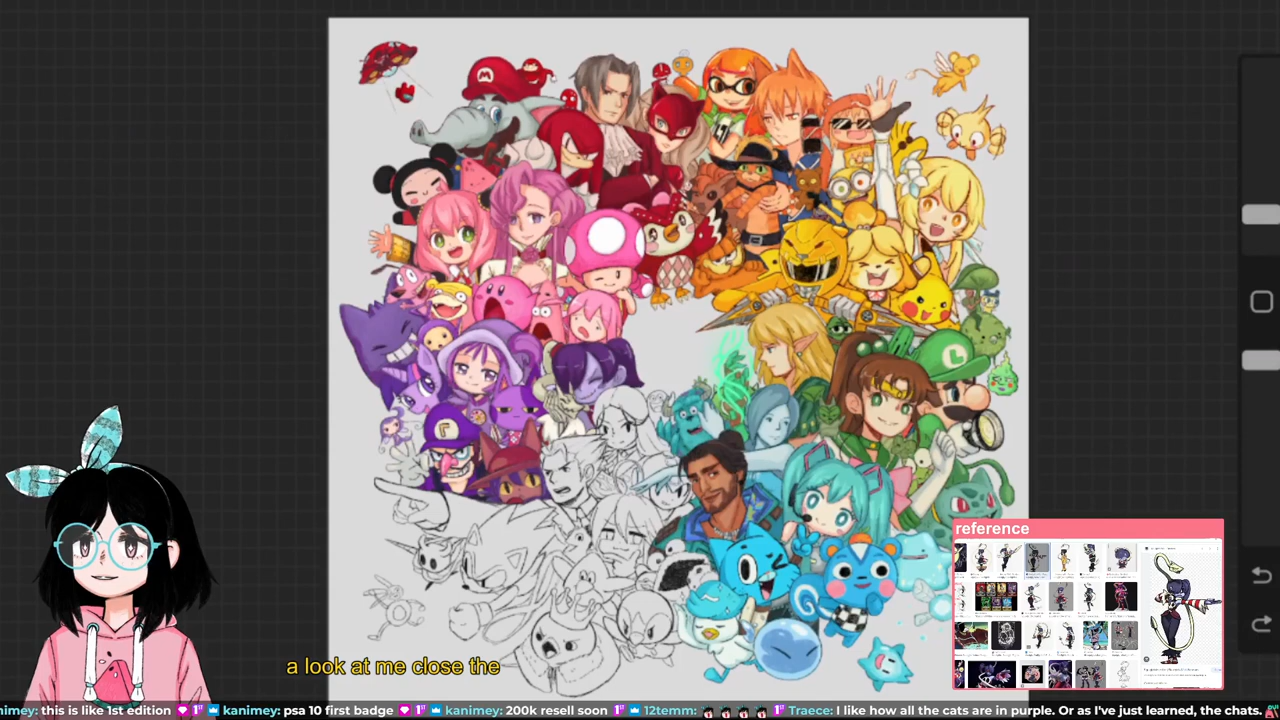 reference
a look at me close the
nimey: this is like 1st edition kanimey: psa 10 first badge kanimey: 200k resell soon 12temm: Traece: I like how all the cats are in purple. Or as I've just learned, the chats.